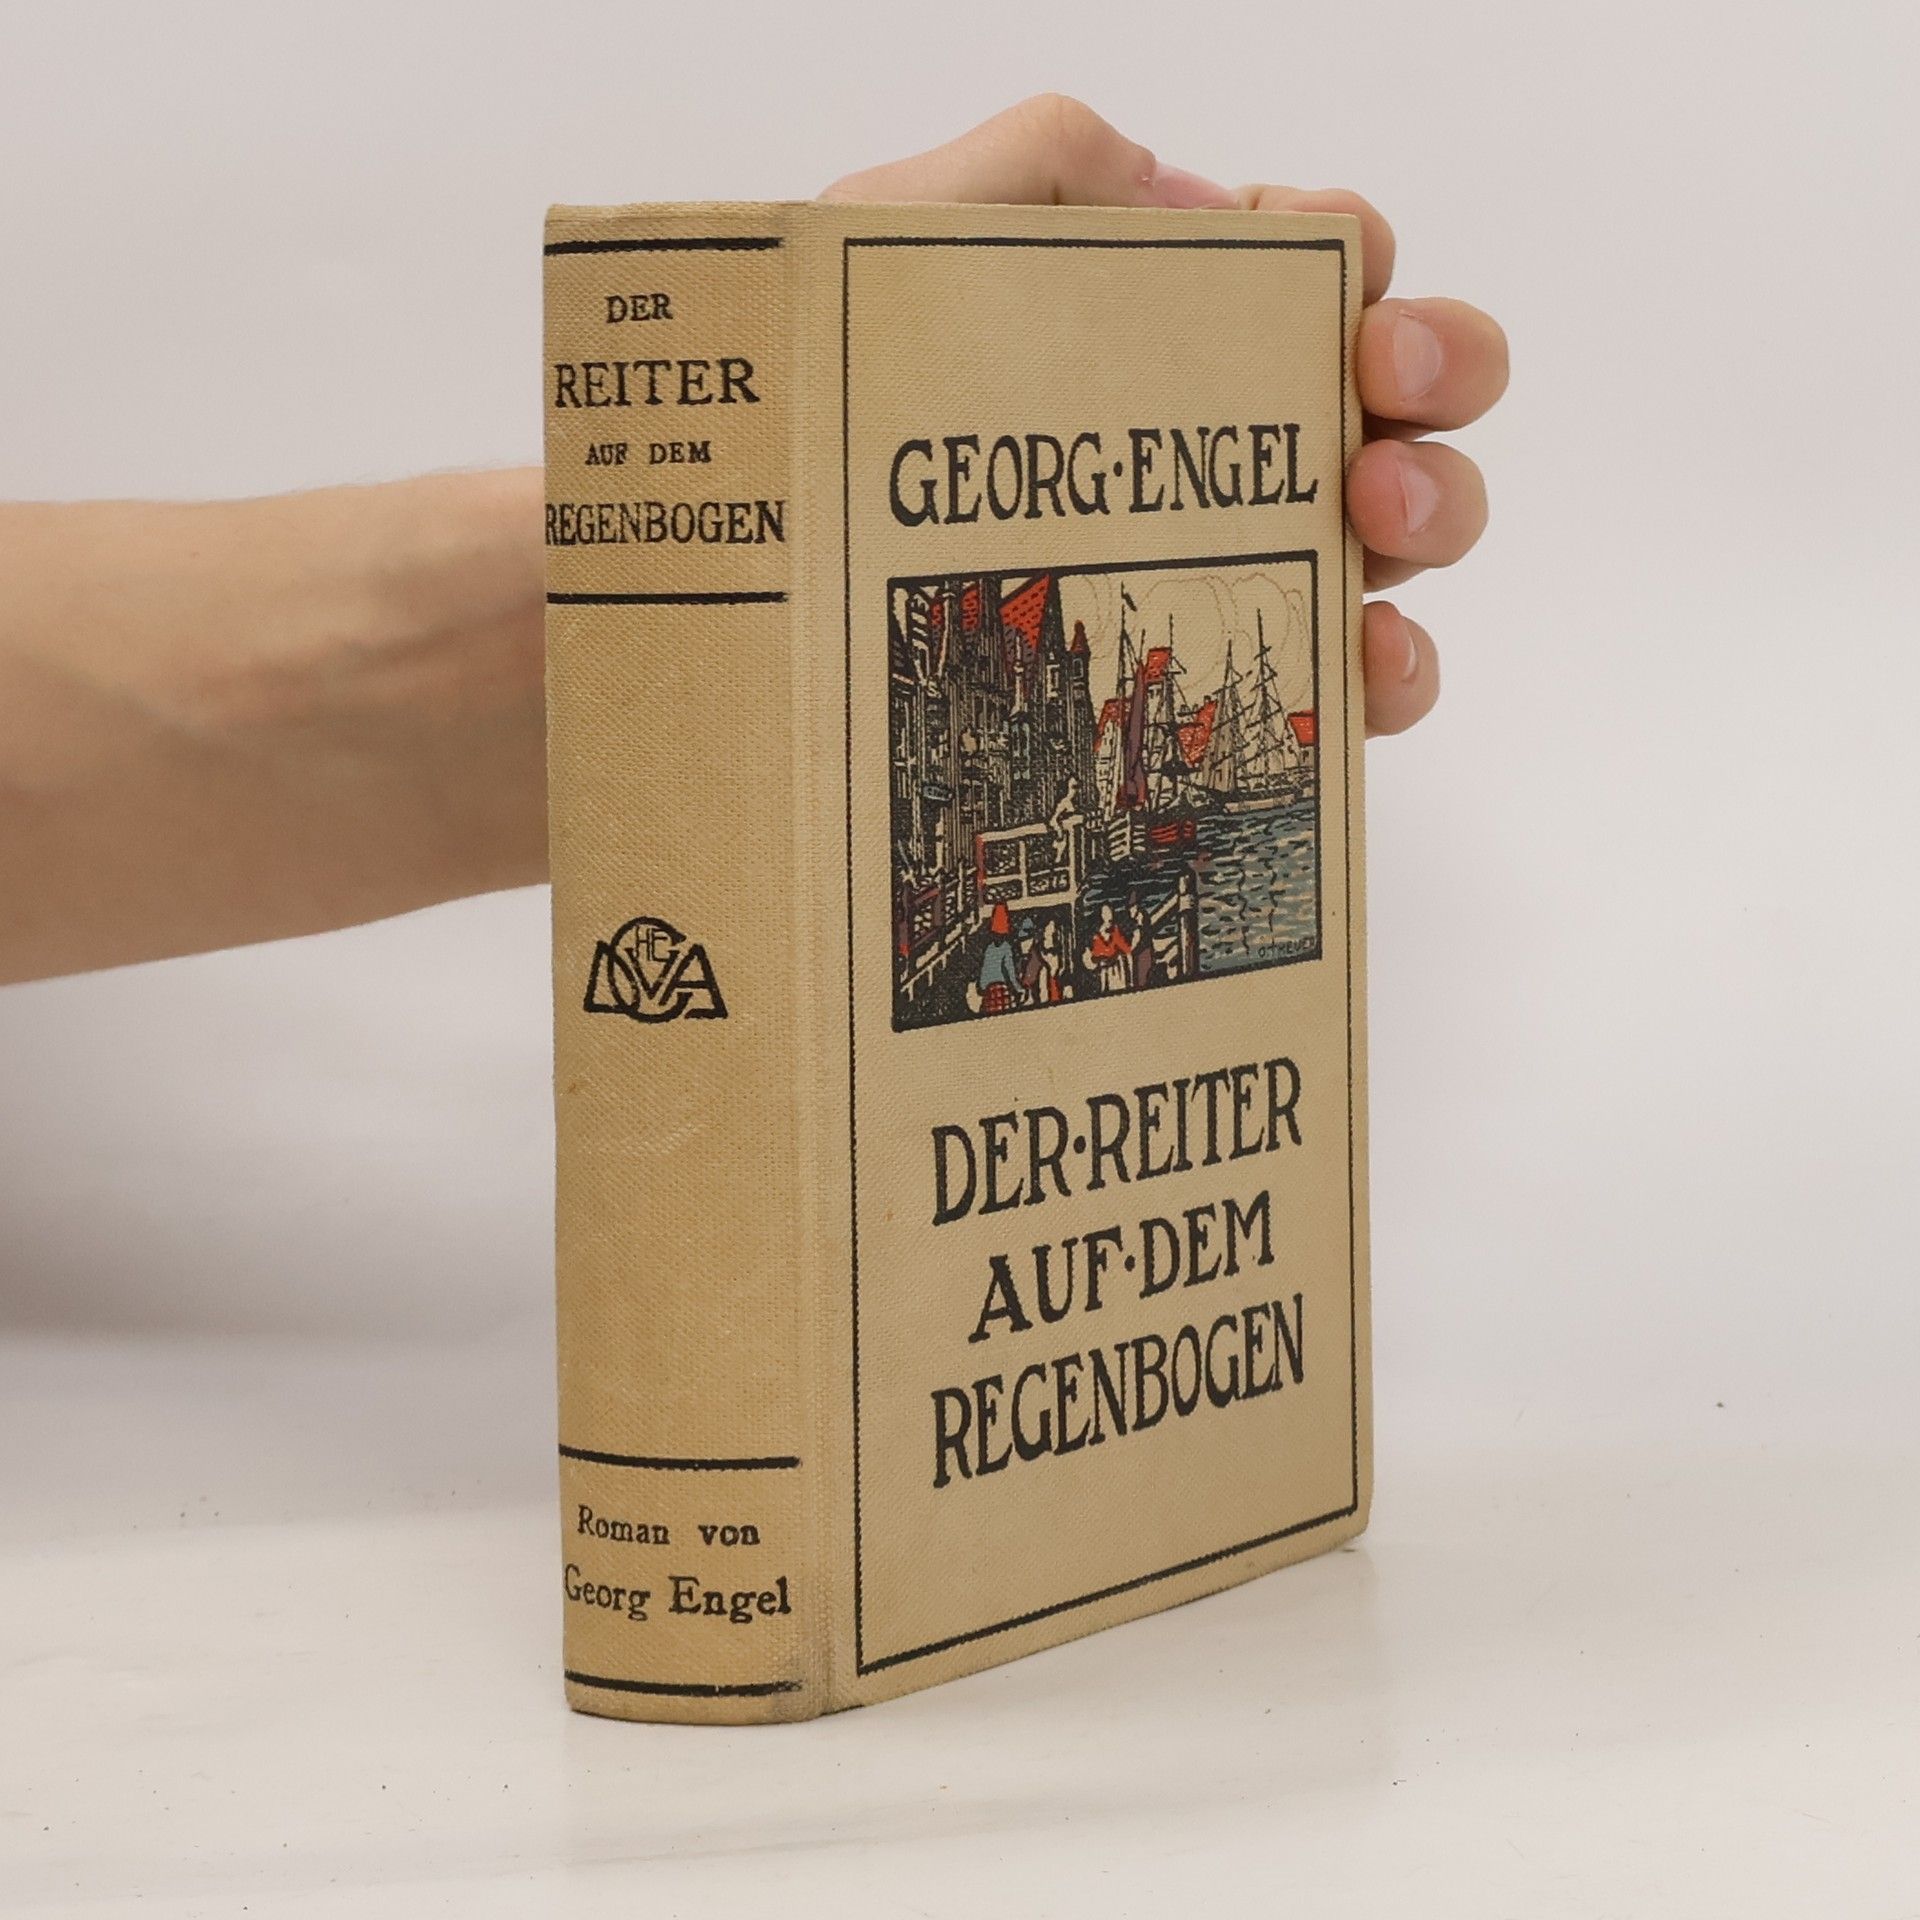 DER
REITER
AUF DEM
REGENBOGEN
Roman von
Georg Engel
GEORG·ENGEL
DER·REITER
AUF·DEM
REGENBOGEN